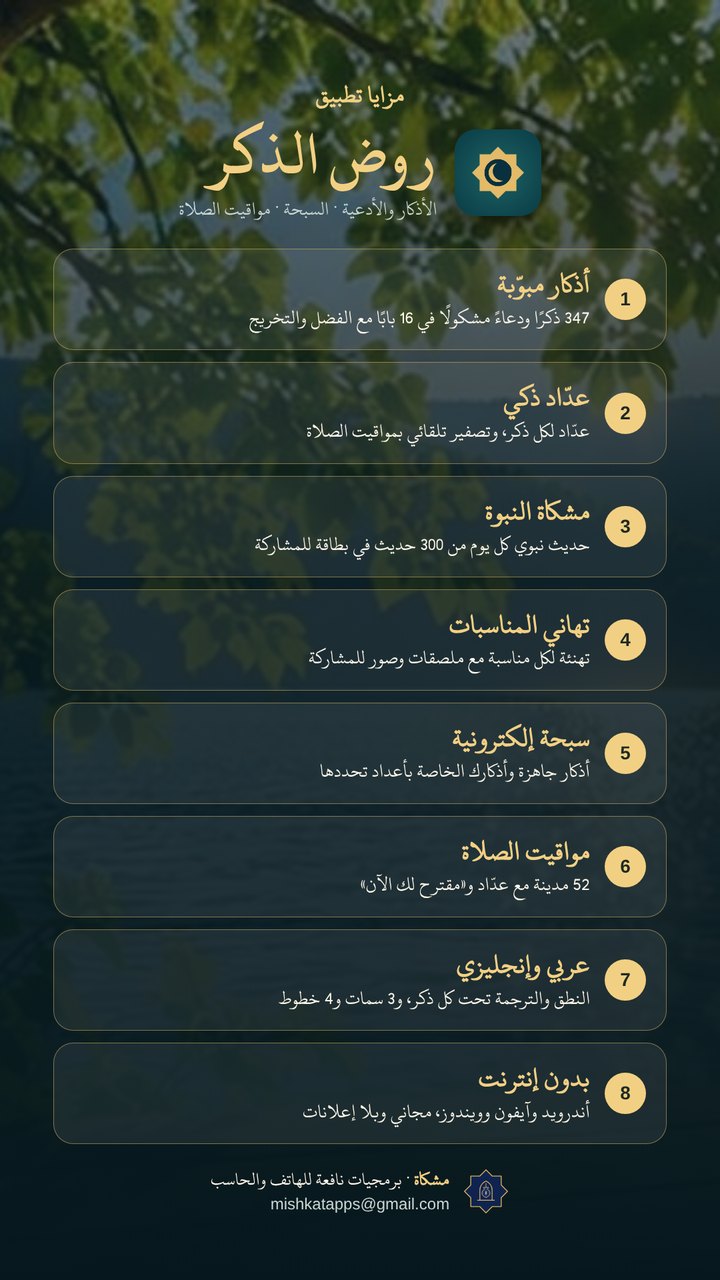 مزايا تطبيق
روض الذكر
الأذكار والأدعية · السبحة · مواقيت الصلاة
1
أذكار مبوّبة
347 ذكرًا ودعاءً مشكولًا في 16 بابًا مع الفضل والتخريج
2
عدّاد ذكي
عدّاد لكل ذكر، وتصفير تلقائي بمواقيت الصلاة
3
مشكاة النبوة
حديث نبوي كل يوم من 300 حديث في بطاقة للمشاركة
4
تهاني المناسبات
تهنئة لكل مناسبة مع ملصقات وصور للمشاركة
5
سبحة إلكترونية
أذكار جاهزة وأذكارك الخاصة بأعداد تحددها
6
مواقيت الصلاة
52 مدينة مع عدّاد و«مقترح لك الآن»
7
عربي وإنجليزي
النطق والترجمة تحت كل ذكر، و3 سمات و4 خطوط
8
بدون إنترنت
أندرويد وآيفون وويندوز، مجاني وبلا إعلانات
مشكاة · برمجيات نافعة للهاتف والحاسب
mishkatapps@gmail.com